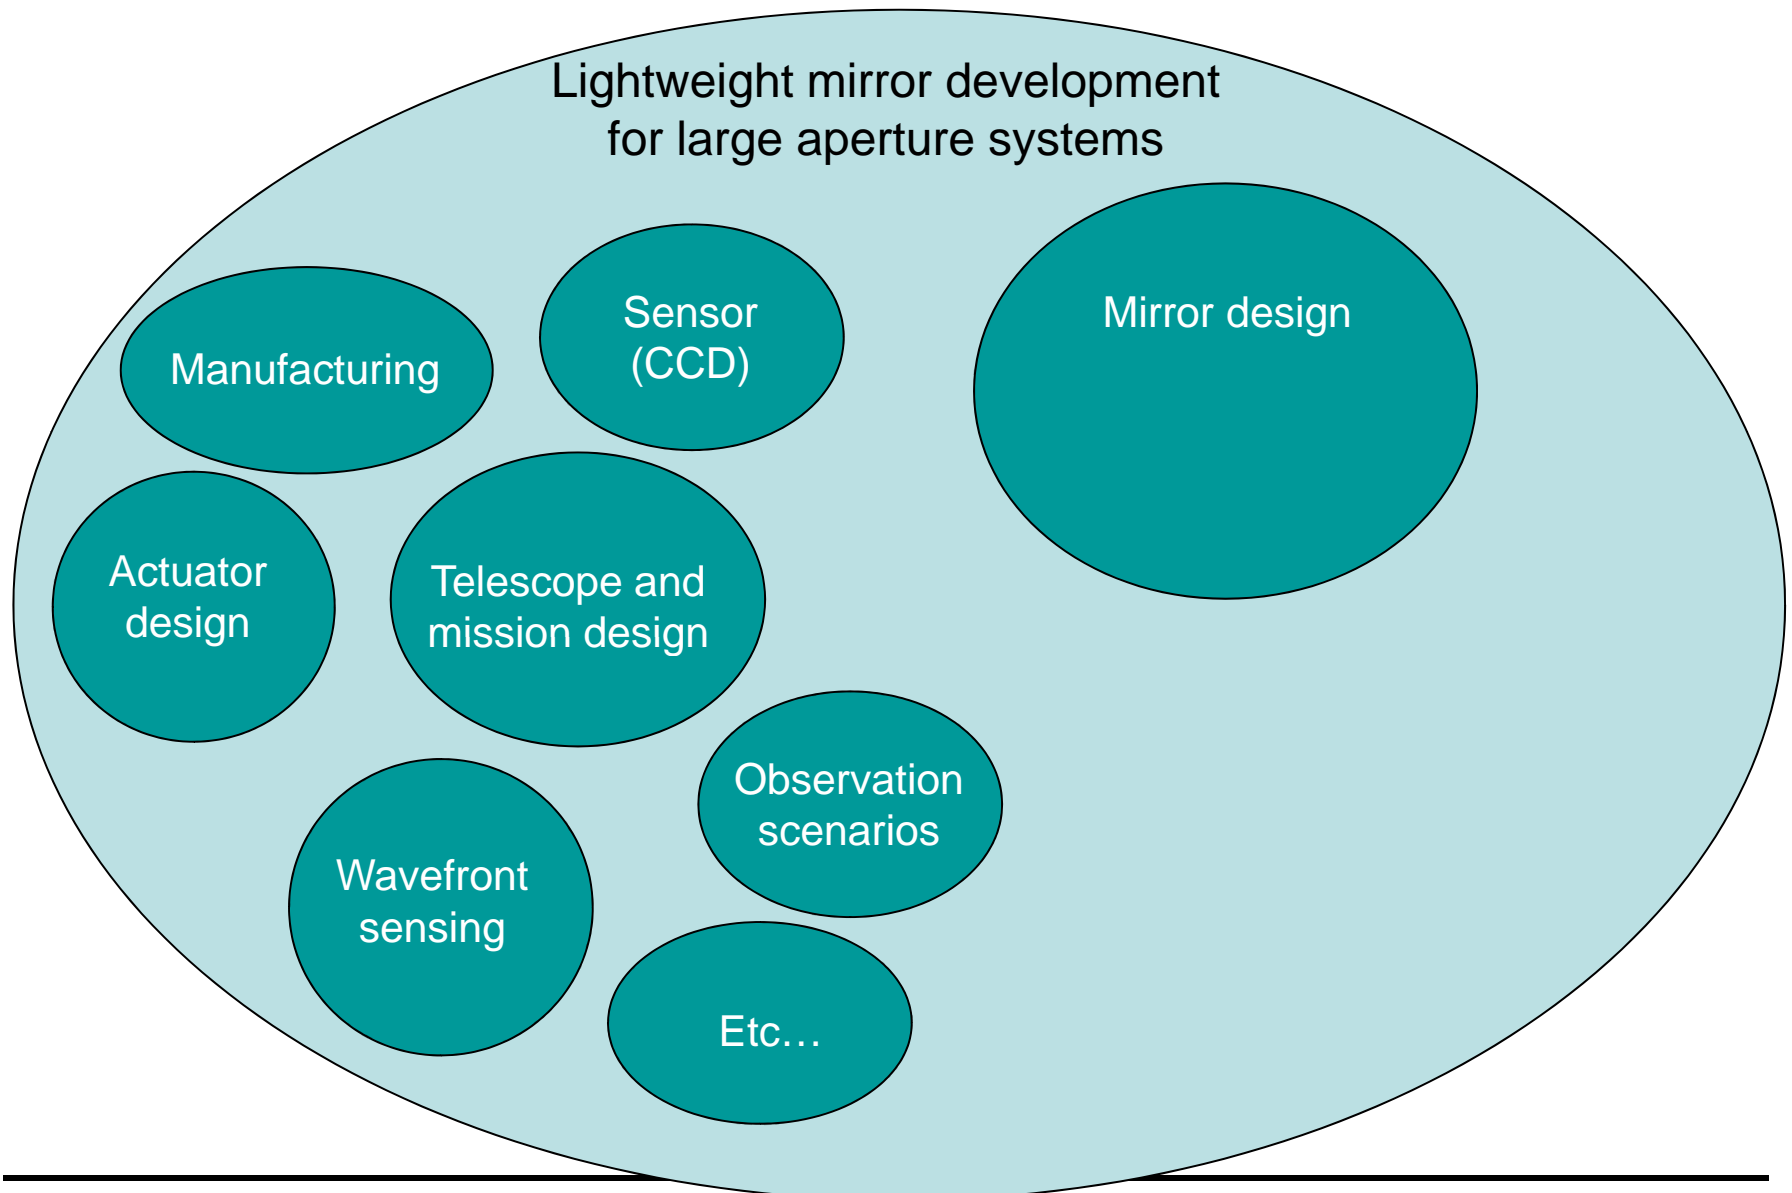 Lightweight mirror development
for large aperture systems
Manufacturing
Sensor
(CCD)
Mirror design
Actuator
design
Telescope and
mission design
Observation
scenarios
Wavefront
sensing
Etc…